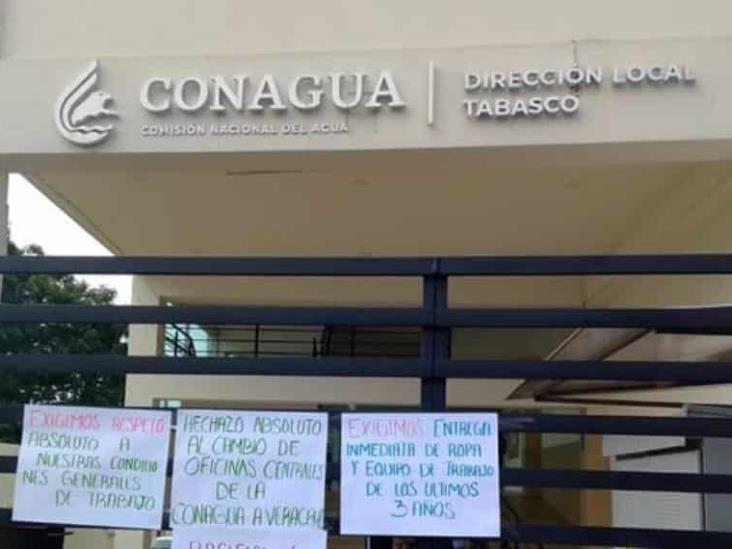 CONAGUA
COMISIÓN NACIONAL DEL AGUA
DIRECCIÓN LOCAL
TABASCO
EXIGIMOS RESPETO
ABSOLUTO A
NUESTRAS CONDICIO
NES GENERALES
DE TRABAJO
RECHAZO ABSOLUTO
AL CAMBIO DE
OFICINAS CENTRALES
DE LA
CONAGUA A VERACRUZ
EXIGIMOS ENTREGA
INMEDIATA DE ROPA
Y EQUIPO DE TRABAJO
DE LOS ULTIMOS
3 AÑOS